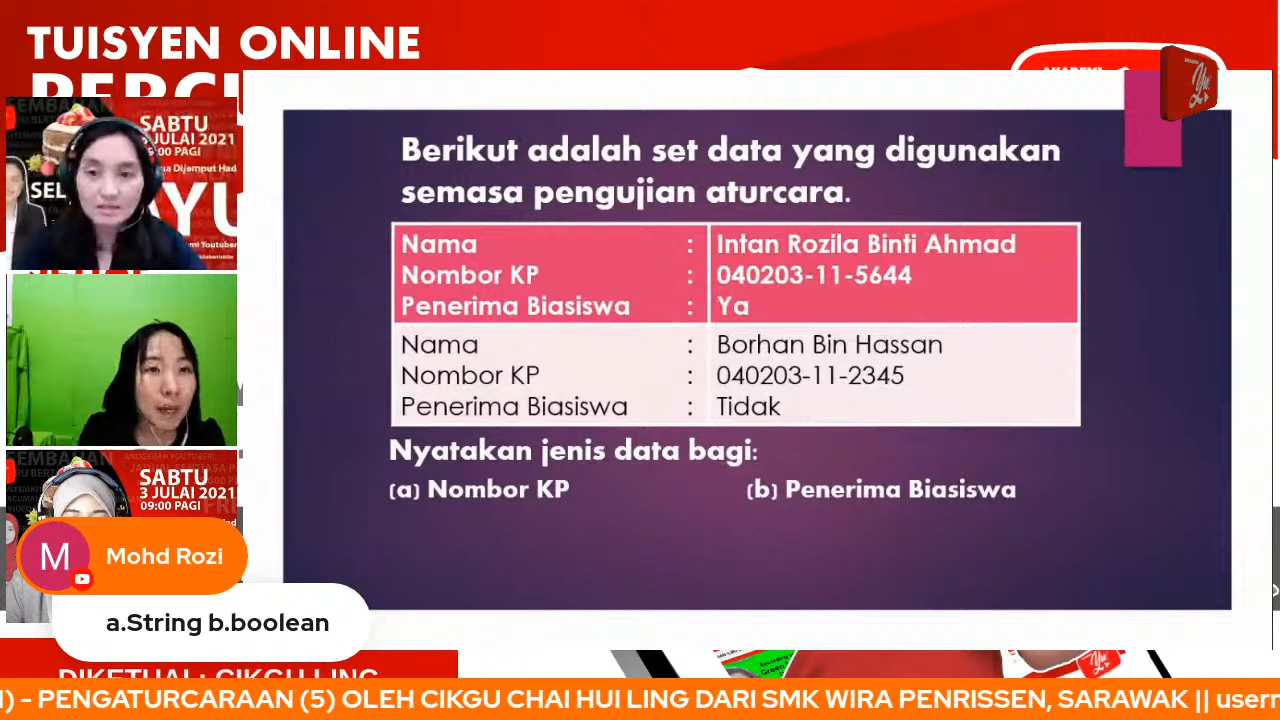 TUISYEN ONLINE
SABTU
JULAI 2021
:00 PAGI
SEL
Berikut adalah set data yang digunakan
semasa pengujian aturcara.
Nama : Intan Rozila Binti Ahmad
Nombor KP : 040203-11-5644
Penerima Biasiswa : Ya
Nama : Borhan Bin Hassan
Nombor KP : 040203-11-2345
Penerima Biasiswa : Tidak
Nyatakan jenis data bagi:
(a) Nombor KP (b) Penerima Biasiswa
SABTU
3 JULAI 2021
09:00 PAGI
M
Mohd Rozi
a.String b.boolean
) - PENGATURCARAAN (5) OLEH CIKGU CHAI HUI LING DARI SMK WIRA PENRISSEN, SARAWAK || usern